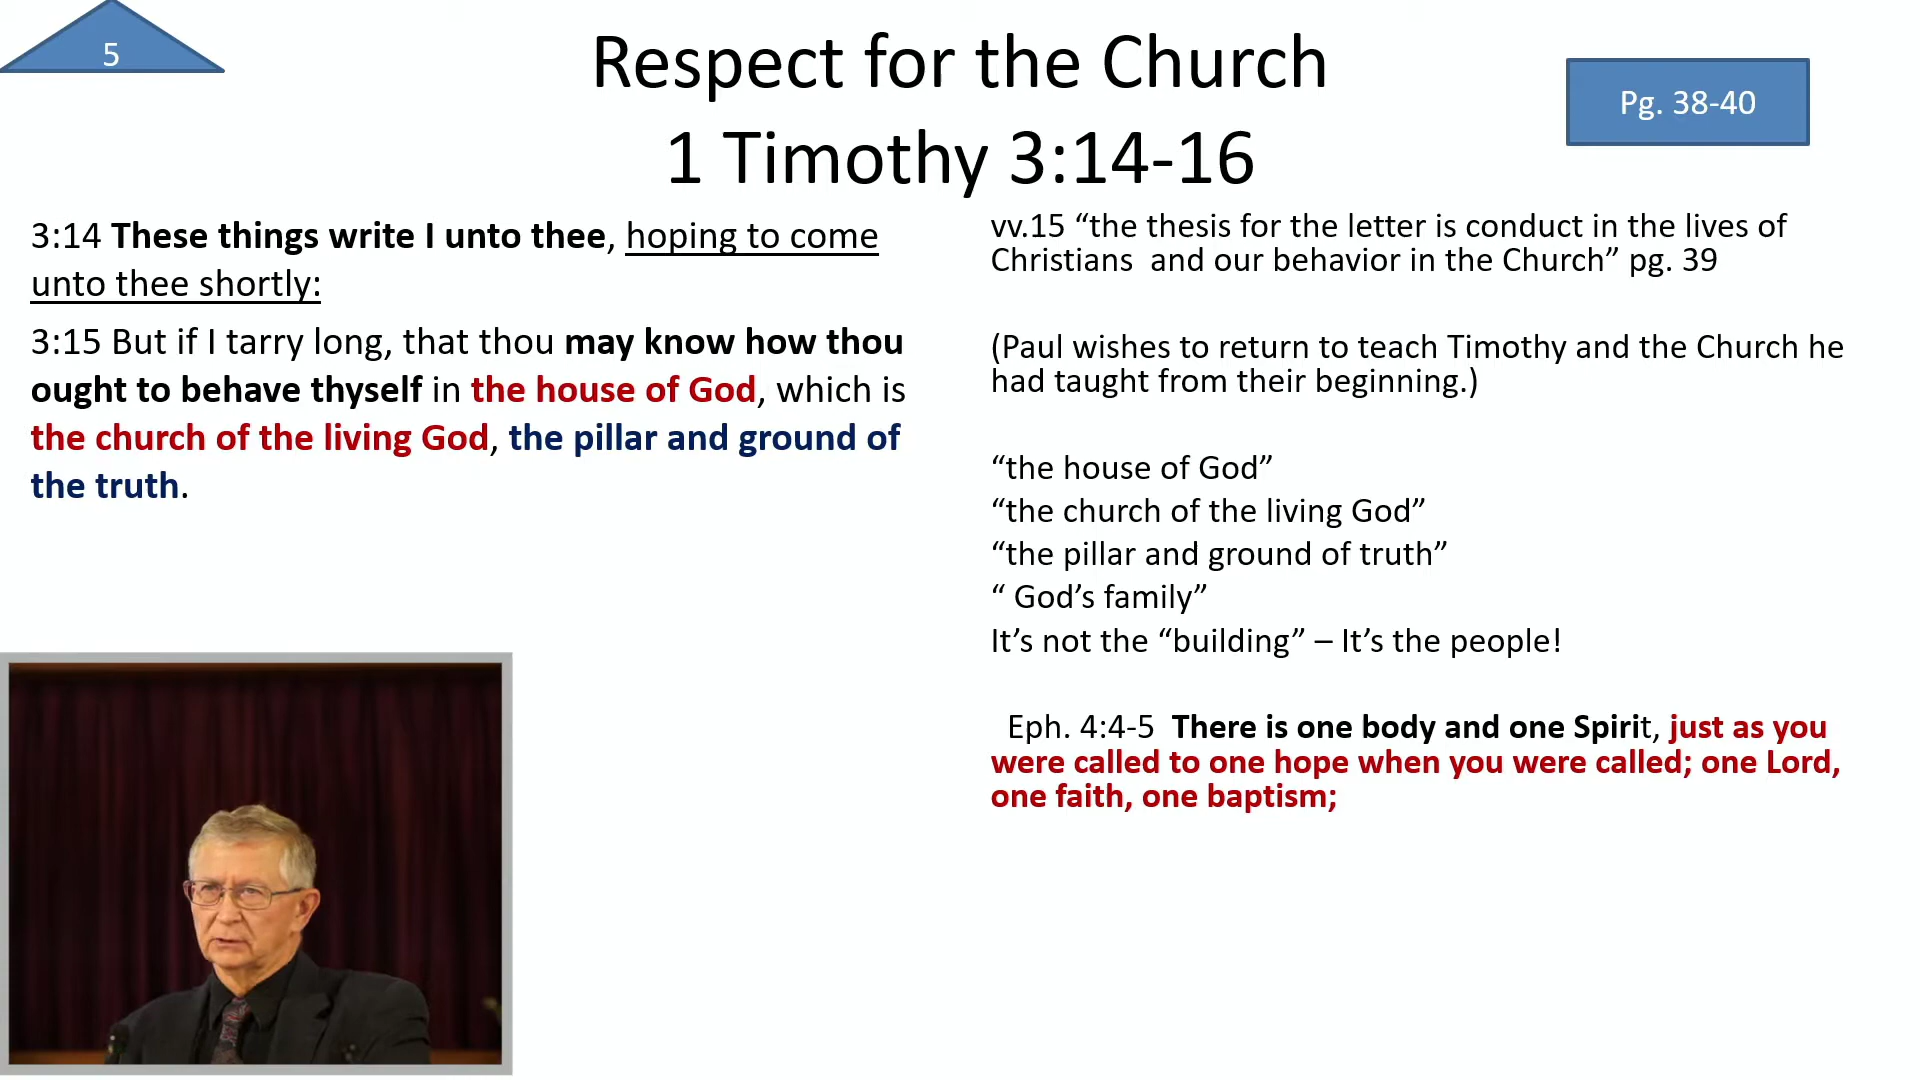 5
Respect for the Church
1 Timothy 3:14-16
Pg. 38-40
3:14 These things write I unto thee, hoping to come
unto thee shortly:
3:15 But if I tarry long, that thou may know how thou
ought to behave thyself in the house of God, which is
the church of the living God, the pillar and ground of
the truth.
vv.15 “the thesis for the letter is conduct in the lives of
Christians  and our behavior in the Church” pg. 39
(Paul wishes to return to teach Timothy and the Church he
had taught from their beginning.)
“the house of God”
“the church of the living God”
“the pillar and ground of truth”
“ God’s family”
It’s not the “building” – It’s the people!
Eph. 4:4-5  There is one body and one Spirit, just as you
were called to one hope when you were called; one Lord,
one faith, one baptism;